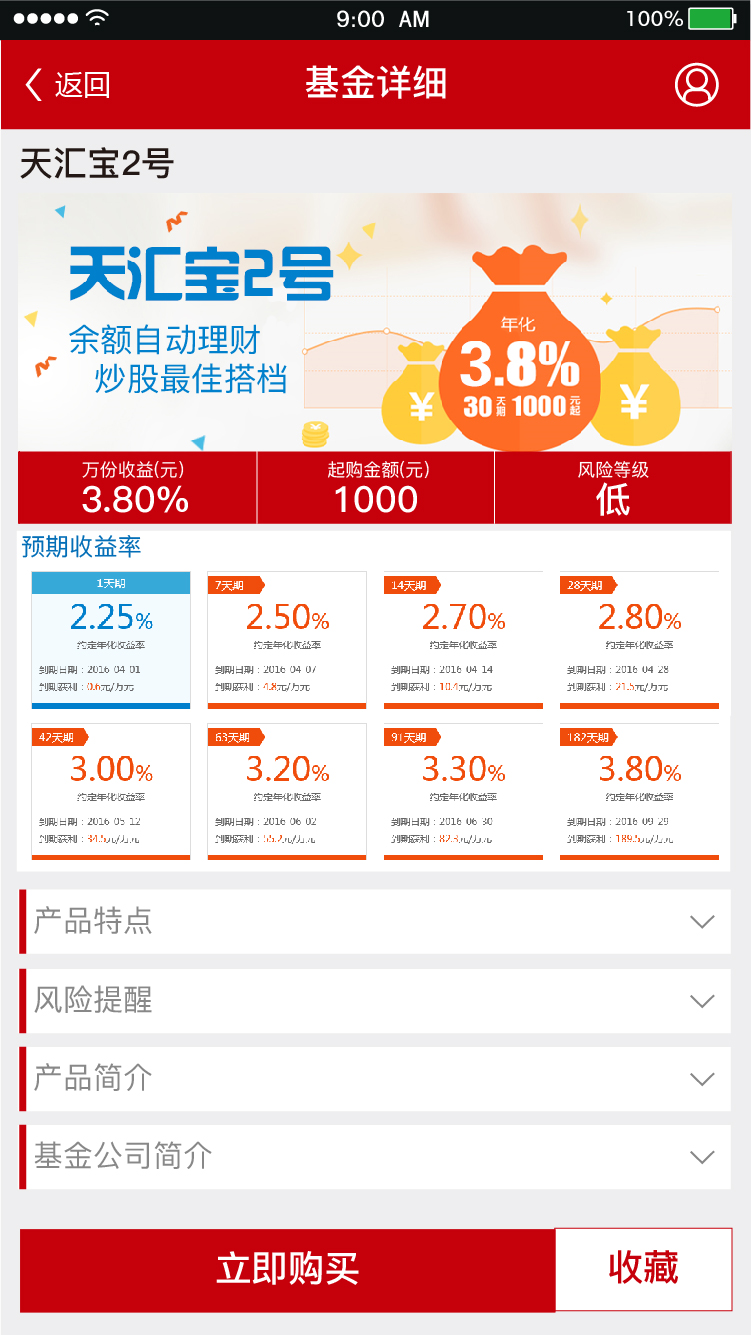 9:00 AM
100%
返回
基金详细
天汇宝2号
天汇宝2号
余额自动理财
炒股最佳搭档
年化
3.8%
30天期 1000元起
¥
¥
万份收益(元)
3.80%
起购金额(元)
1000
风险等级
低
预期收益率
1天期
2.25%
约定年化收益率
到期日期：2016-04-01
到期获利：0.6元/万元
7天期
2.50%
约定年化收益率
到期日期：2016-04-07
到期获利：4.8元/万元
14天期
2.70%
约定年化收益率
到期日期：2016-04-14
到期获利：10.4元/万元
28天期
2.80%
约定年化收益率
到期日期：2016-04-28
到期获利：21.5元/万元
42天期
3.00%
约定年化收益率
到期日期：2016-05-12
到期获利：34.5元/万元
63天期
3.20%
约定年化收益率
到期日期：2016-06-02
到期获利：55.2元/万元
91天期
3.30%
约定年化收益率
到期日期：2016-06-30
到期获利：82.3元/万元
182天期
3.80%
约定年化收益率
到期日期：2016-09-29
到期获利：189.5元/万元
产品特点
风险提醒
产品简介
基金公司简介
立即购买
收藏